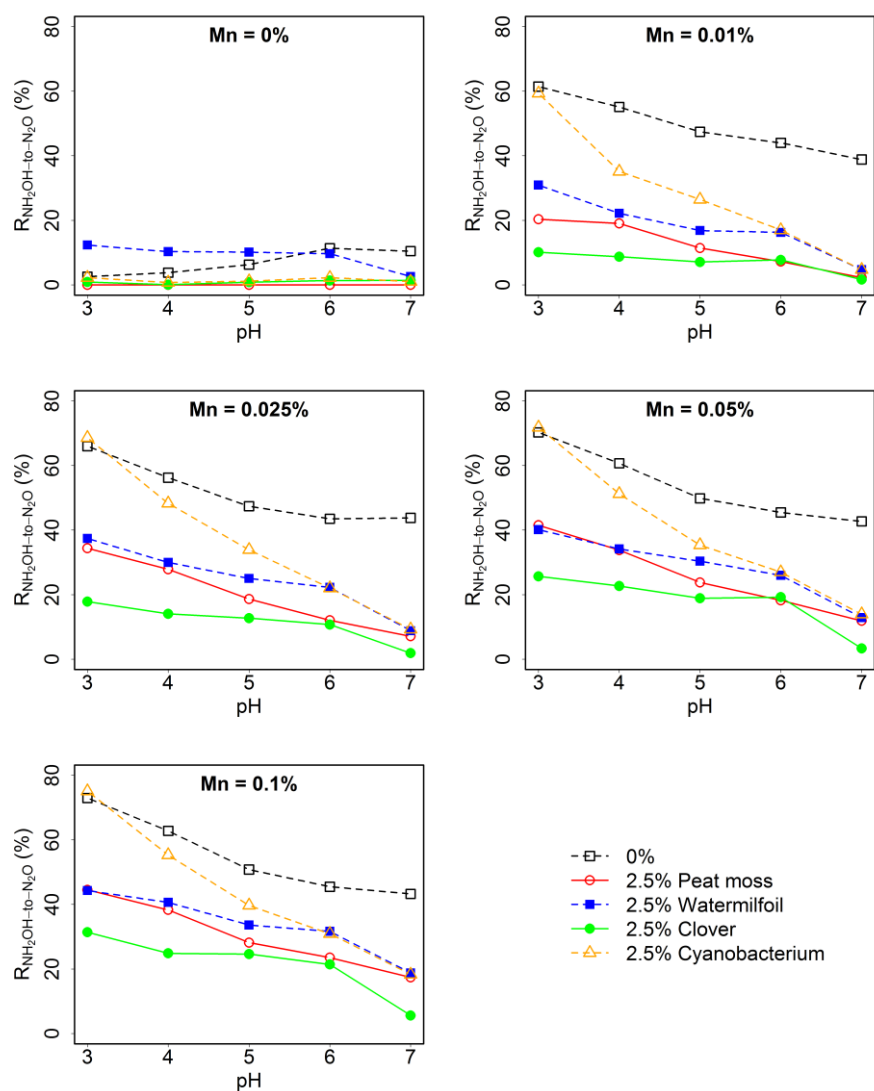 Mn = 0%
R_NH₂OH–to–N₂O (%)
80
60
40
20
0
3 4 5 6 7
pH
Mn = 0.01%
R_NH₂OH–to–N₂O (%)
80
60
40
20
0
3 4 5 6 7
pH
Mn = 0.025%
R_NH₂OH–to–N₂O (%)
80
60
40
20
0
3 4 5 6 7
pH
Mn = 0.05%
R_NH₂OH–to–N₂O (%)
80
60
40
20
0
3 4 5 6 7
pH
Mn = 0.1%
R_NH₂OH–to–N₂O (%)
80
60
40
20
0
3 4 5 6 7
pH
0%
2.5% Peat moss
2.5% Watermilfoil
2.5% Clover
2.5% Cyanobacterium